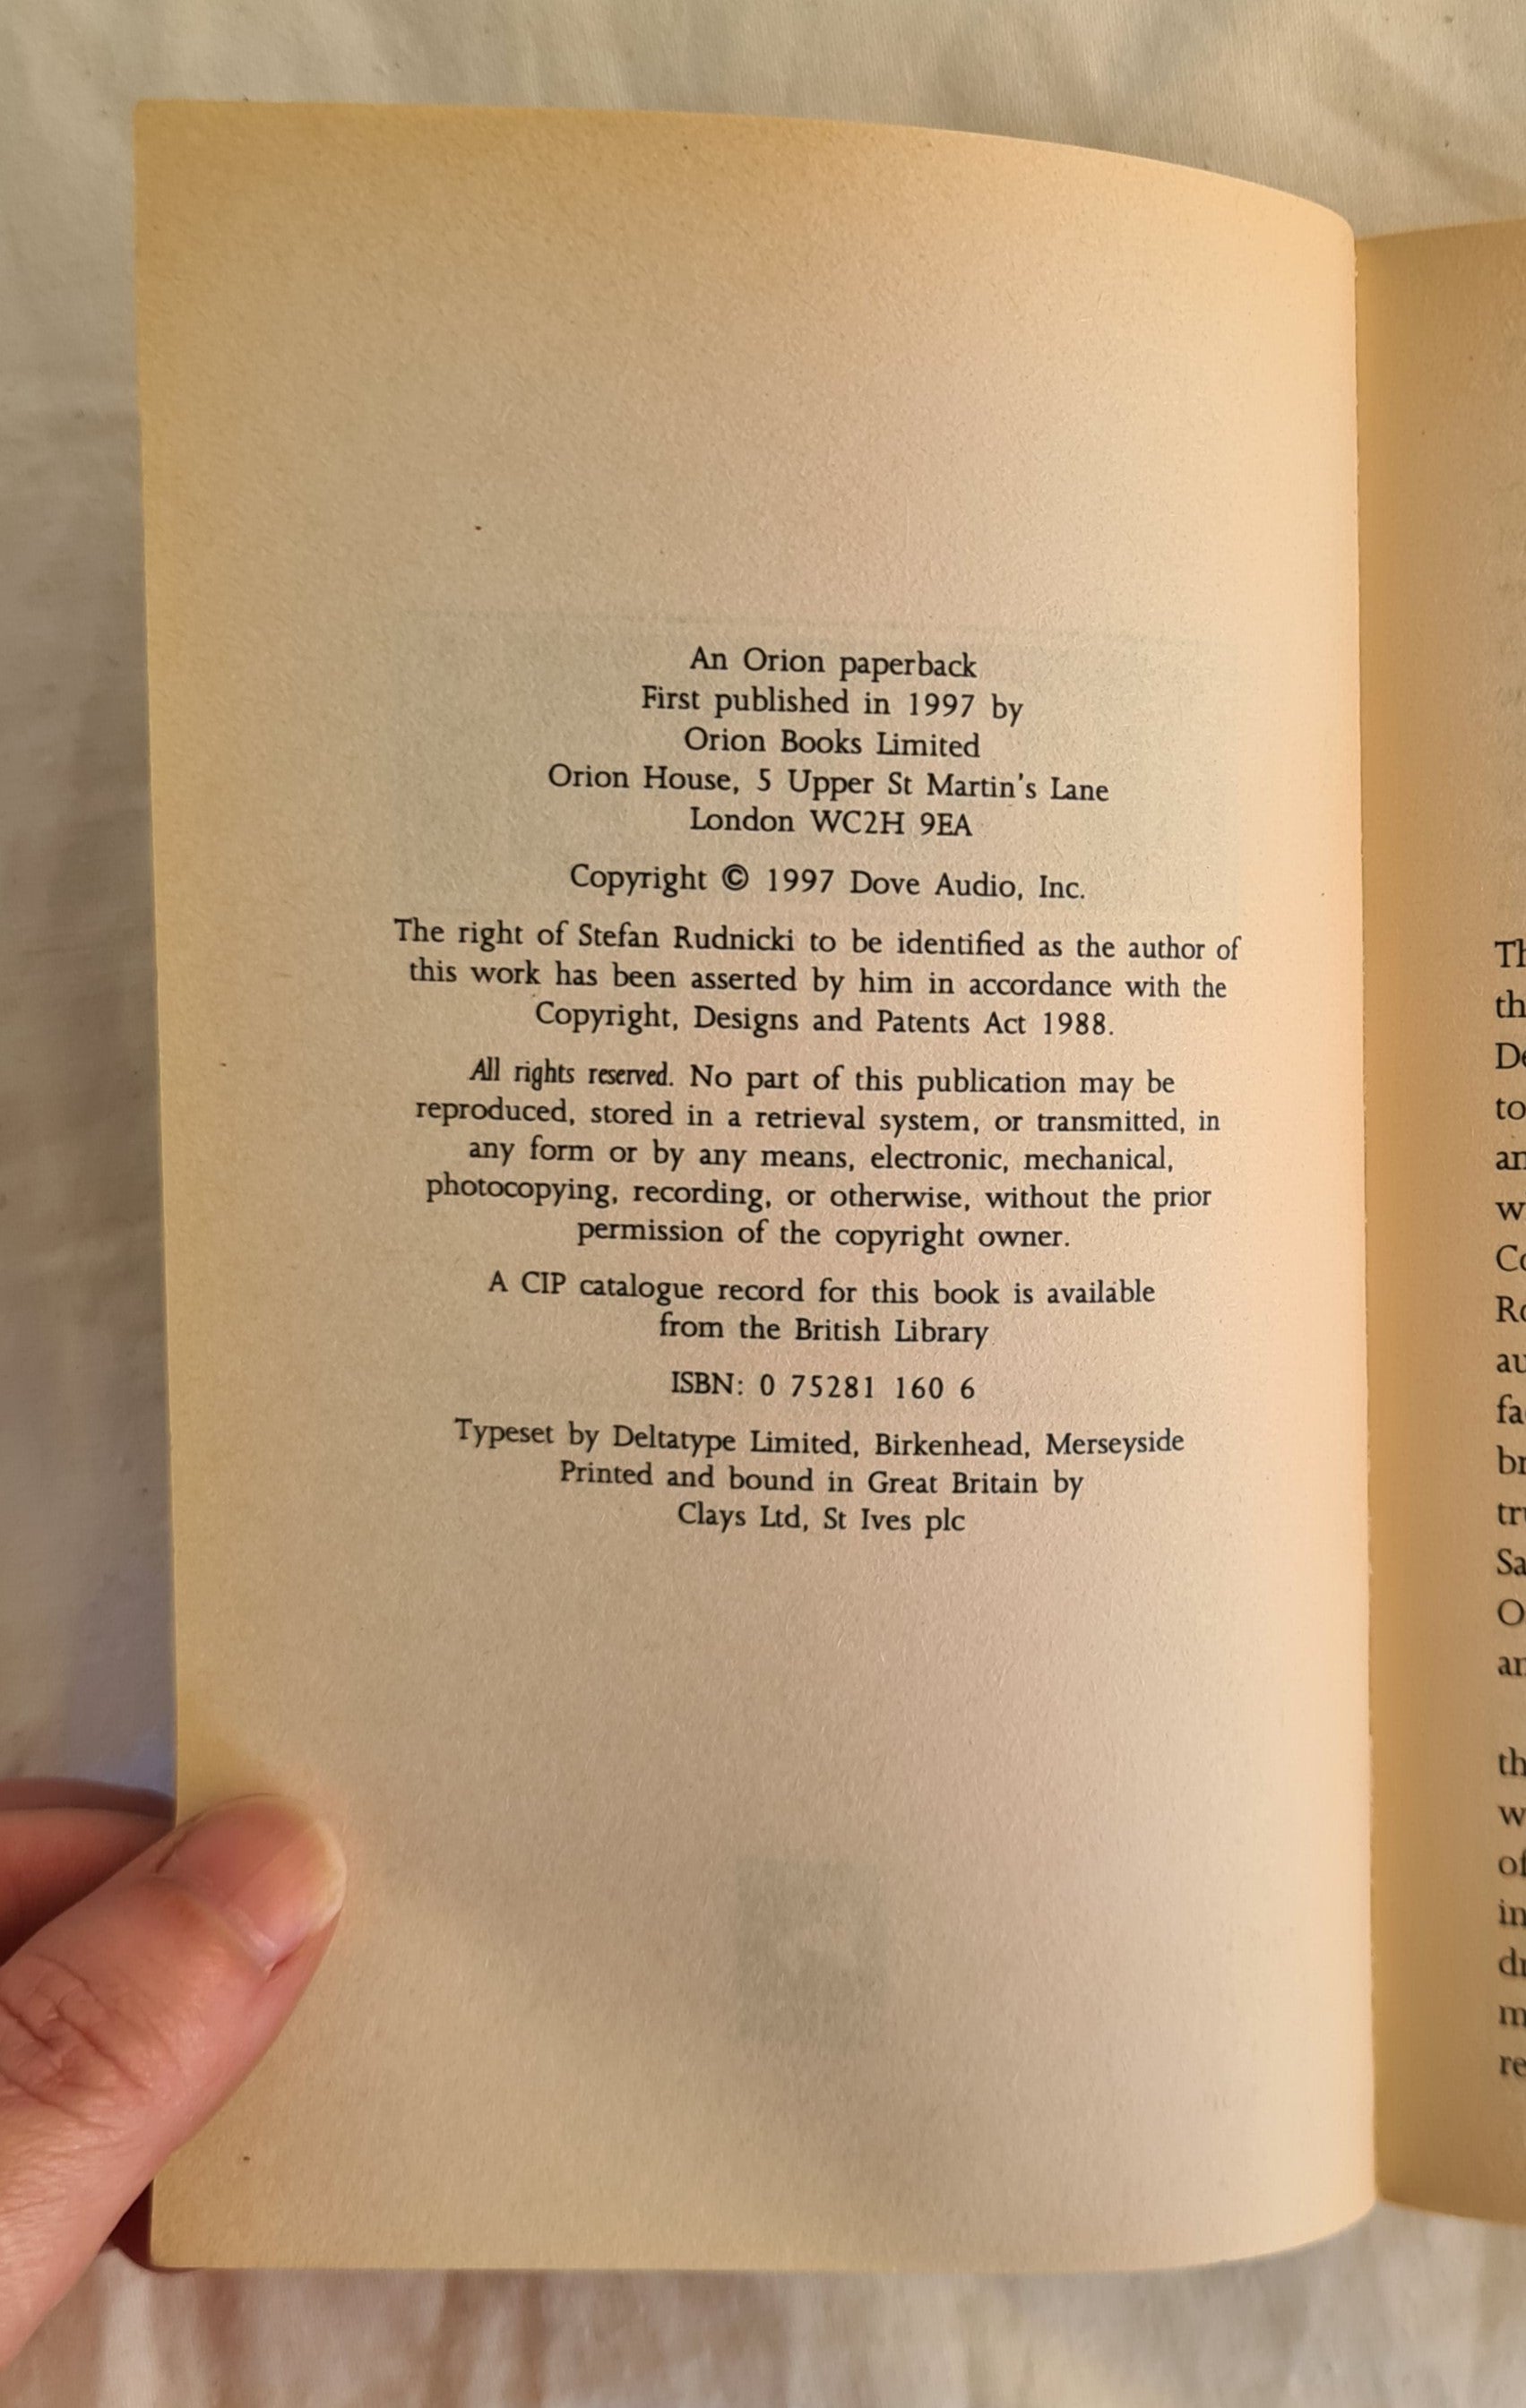 An Orion paperback
First published in 1997 by
Orion Books Limited
Orion House, 5 Upper St Martin's Lane
London WC2H 9EA
Copyright © 1997 Dove Audio, Inc.
The right of Stefan Rudnicki to be identified as the author of
this work has been asserted by him in accordance with the
Copyright, Designs and Patents Act 1988.
All rights reserved. No part of this publication may be
reproduced, stored in a retrieval system, or transmitted, in
any form or by any means, electronic, mechanical,
photocopying, recording, or otherwise, without the prior
permission of the copyright owner.
A CIP catalogue record for this book is available
from the British Library
ISBN: 0 75281 160 6
Typeset by Deltatype Limited, Birkenhead, Merseyside
Printed and bound in Great Britain by
Clays Ltd, St Ives plc